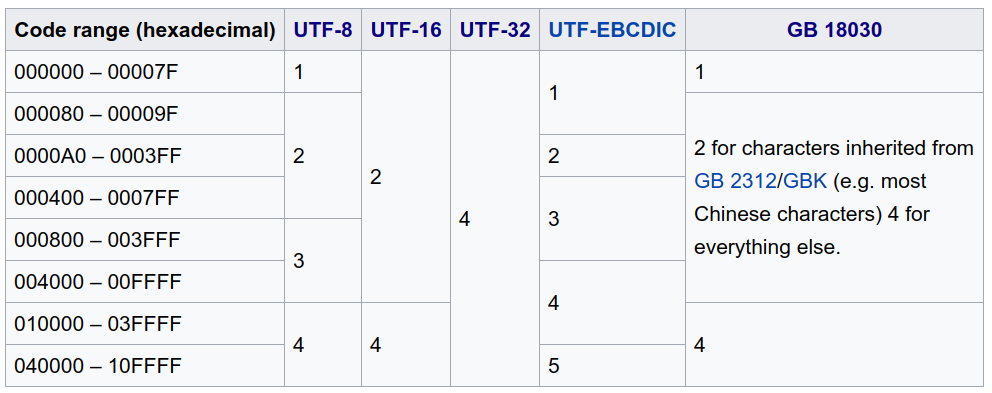 Code range (hexadecimal) UTF-8 UTF-16 UTF-32 UTF-EBCDIC GB 18030
000000 – 00007F 1 2 4 1 1
000080 – 00009F 2
0000A0 – 0003FF 2
000400 – 0007FF 3
000800 – 003FFF 3
004000 – 00FFFF 4
2 for characters inherited from
GB 2312/GBK (e.g. most
Chinese characters) 4 for
everything else.
010000 – 03FFFF 4 4 4
040000 – 10FFFF 5